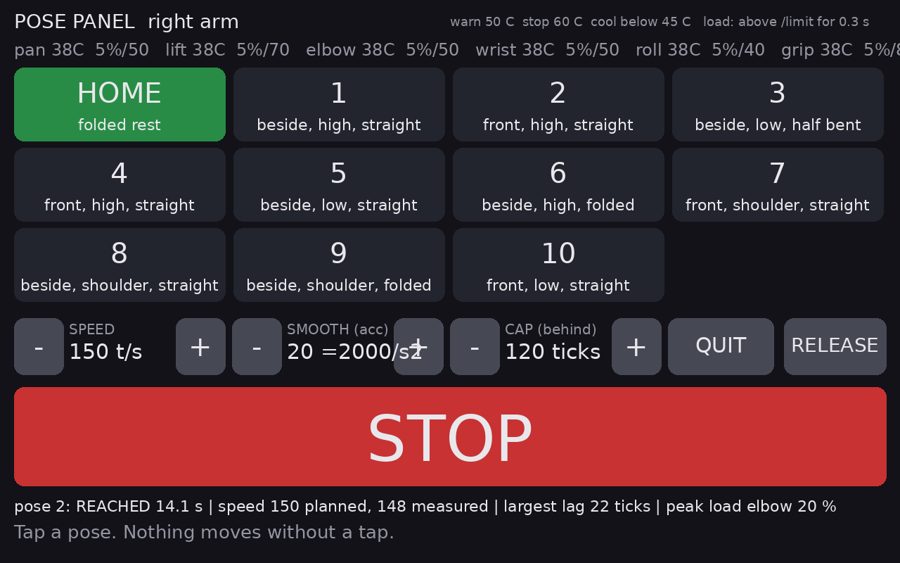 POSE PANEL right arm
warn 50 C stop 60 C cool below 45 C load: above /limit for 0.3 s
pan 38C 5%/50 lift 38C 5%/70 elbow 38C 5%/50 wrist 38C 5%/50 roll 38C 5%/40 grip 38C 5%/8
HOME
folded rest
1
beside, high, straight
2
front, high, straight
3
beside, low, half bent
4
front, high, straight
5
beside, low, straight
6
beside, high, folded
7
front, shoulder, straight
8
beside, shoulder, straight
9
beside, shoulder, folded
10
front, low, straight
- SPEED
150 t/s +
- SMOOTH (acc)
20 =2000/s2 +
- CAP (behind)
120 ticks +
QUIT
RELEASE
STOP
pose 2: REACHED 14.1 s | speed 150 planned, 148 measured | largest lag 22 ticks | peak load elbow 20 %
Tap a pose. Nothing moves without a tap.